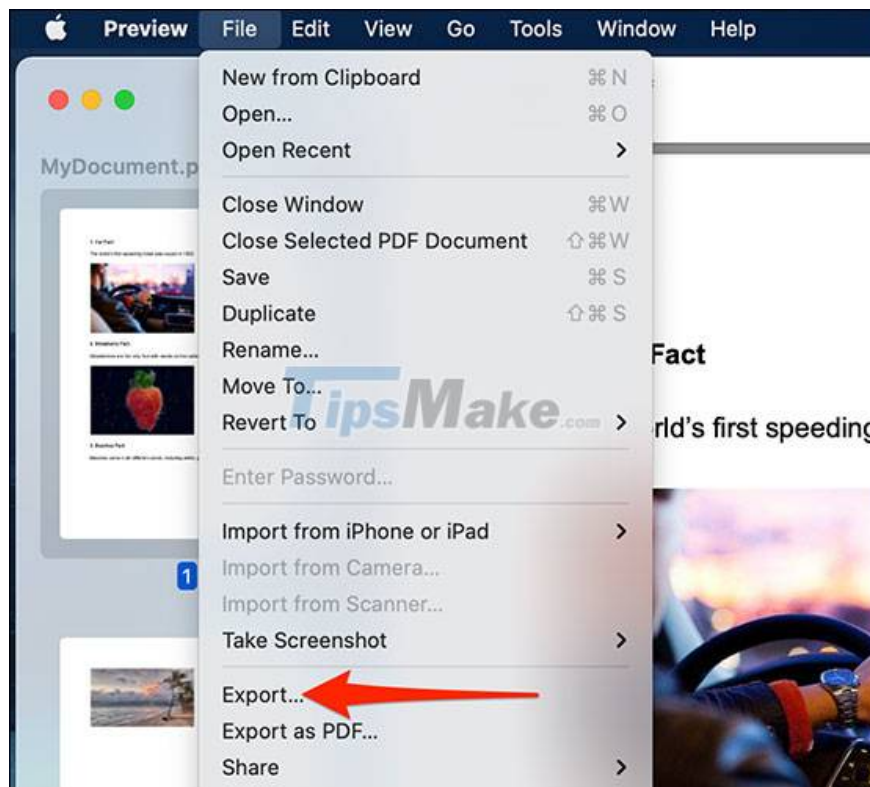 Preview File Edit View Go Tools Window Help
New from Clipboard ⌘ N
Open... ⌘ O
Open Recent >
MyDocument.p
Close Window ⌘ W
Close Selected PDF Document ⇧ ⌘ W
Save ⌘ S
Duplicate ⇧ ⌘ S
Rename...
Fact
Move To...
TipsMake.com
Revert To >
rld's first speeding
Enter Password...
Import from iPhone or iPad >
Import from Camera...
1
Import from Scanner...
Take Screenshot >
Export...
Export as PDF...
Share >